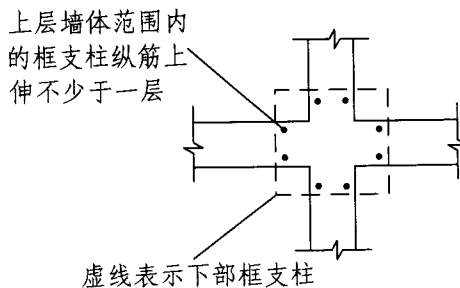 上层墙体范围内
的框支柱纵筋上
伸不少于一层
虚线表示下部框支柱